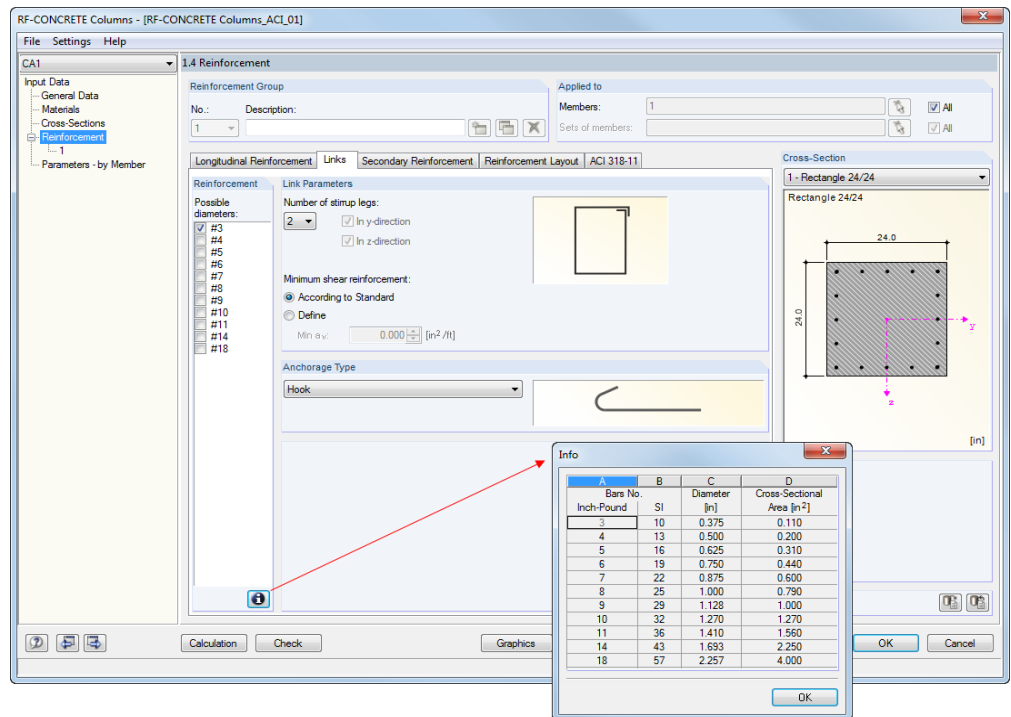 RF-CONCRETE Columns - [RF-CONCRETE Columns_ACI_01]
File Settings Help
CA1
Input Data
General Data
Materials
Cross-Sections
Reinforcement
1
Parameters - by Member
1.4 Reinforcement
Reinforcement Group
No.: Description:
1
Applied to
Members: 1 All
Sets of members: All
Longitudinal Reinforcement Links Secondary Reinforcement Reinforcement Layout ACI 318-11
Reinforcement
Possible
diameters:
#3
#4
#5
#6
#7
#8
#9
#10
#11
#14
#18
Link Parameters
Number of stirrup legs:
2 In y-direction
In z-direction
Minimum shear reinforcement:
According to Standard
Define
Min av: 0.000 [in2/ft]
Anchorage Type
Hook
Cross-Section
1 - Rectangle 24/24
Rectangle 24/24
24.0
24.0
y
z
[in]
Info
A B C D
Bars No. Diameter Cross-Sectional
Inch-Pound SI [in] Area [in2]
3 10 0.375 0.110
4 13 0.500 0.200
5 16 0.625 0.310
6 19 0.750 0.440
7 22 0.875 0.600
8 25 1.000 0.790
9 29 1.128 1.000
10 32 1.270 1.270
11 36 1.410 1.560
14 43 1.693 2.250
18 57 2.257 4.000
OK
Calculation Check Graphics OK Cancel